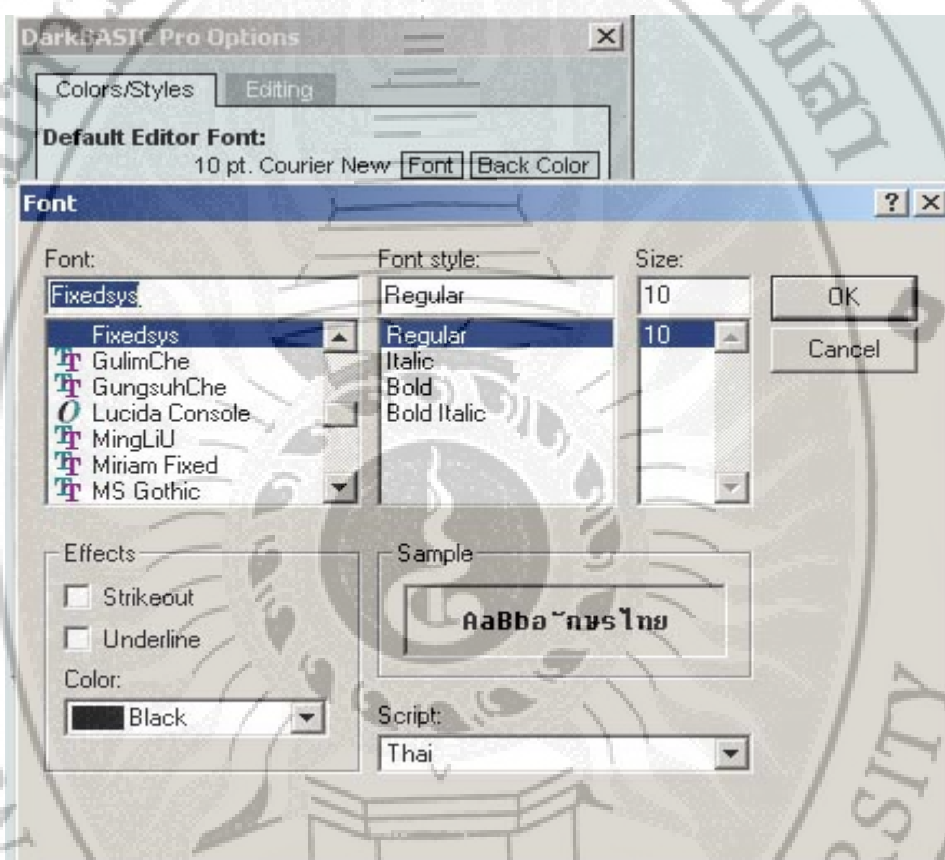 DarkBASIC Pro Options
Colors/Styles Editing
Default Editor Font:
10 pt. Courier New Font Back Color
Font
Font: Font style: Size:
Fixedsys Regular 10 OK
Fixedsys Regular 10 Cancel
GulimChe Italic
GungsuhChe Bold
Lucida Console Bold Italic
MingLiU
Miriam Fixed
MS Gothic
Effects Sample
Strikeout
AaBbอ ักษรไทย
Underline
Color:
Black Script:
Thai